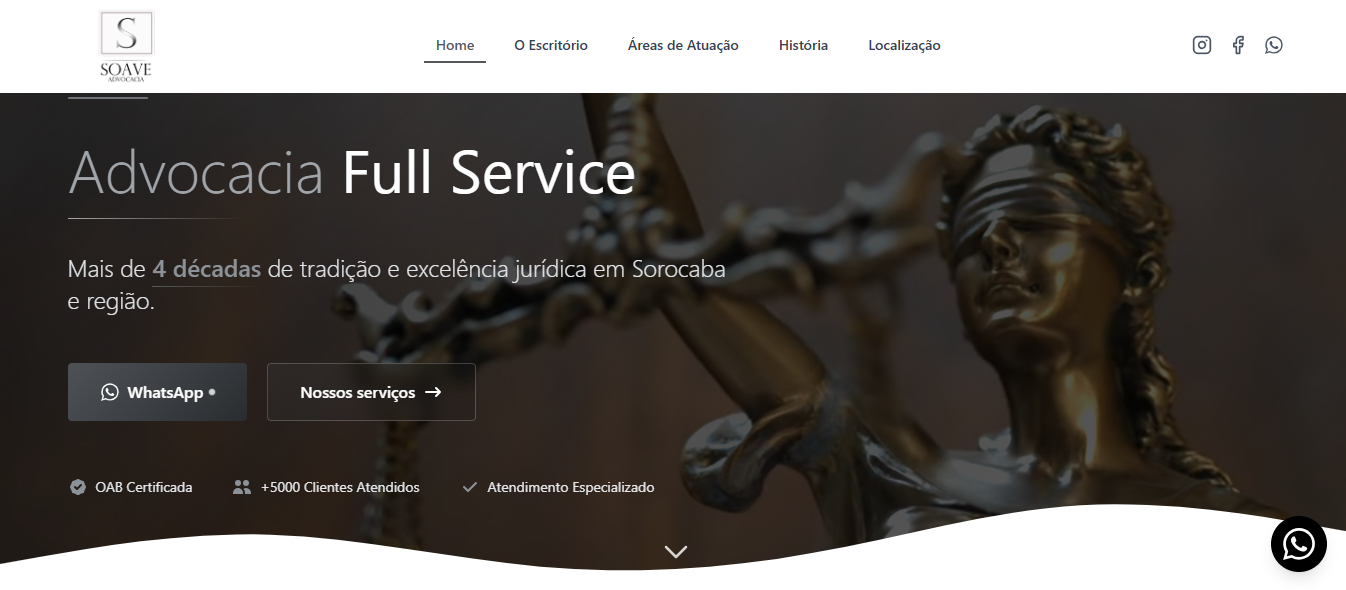 S
SOAVE
ADVOCACIA
Home
O Escritório
Áreas de Atuação
História
Localização
Advocacia Full Service
Mais de 4 décadas de tradição e excelência jurídica em Sorocaba
e região.
WhatsApp
Nossos serviços
OAB Certificada
+5000 Clientes Atendidos
Atendimento Especializado